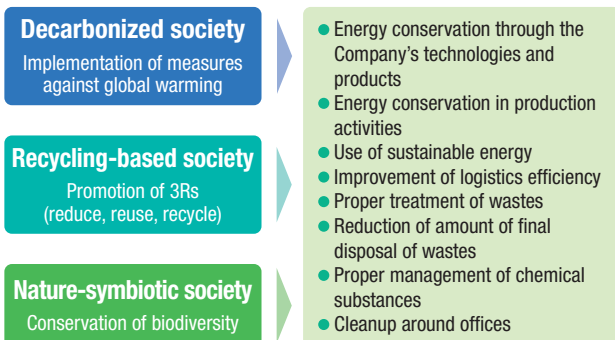 Decarbonized society
Implementation of measures
against global warming
Recycling-based society
Promotion of 3Rs
(reduce, reuse, recycle)
Nature-symbiotic society
Conservation of biodiversity
● Energy conservation through the
Company’s technologies and
products
● Energy conservation in production
activities
● Use of sustainable energy
● Improvement of logistics efficiency
● Proper treatment of wastes
● Reduction of amount of final
disposal of wastes
● Proper management of chemical
substances
● Cleanup around offices